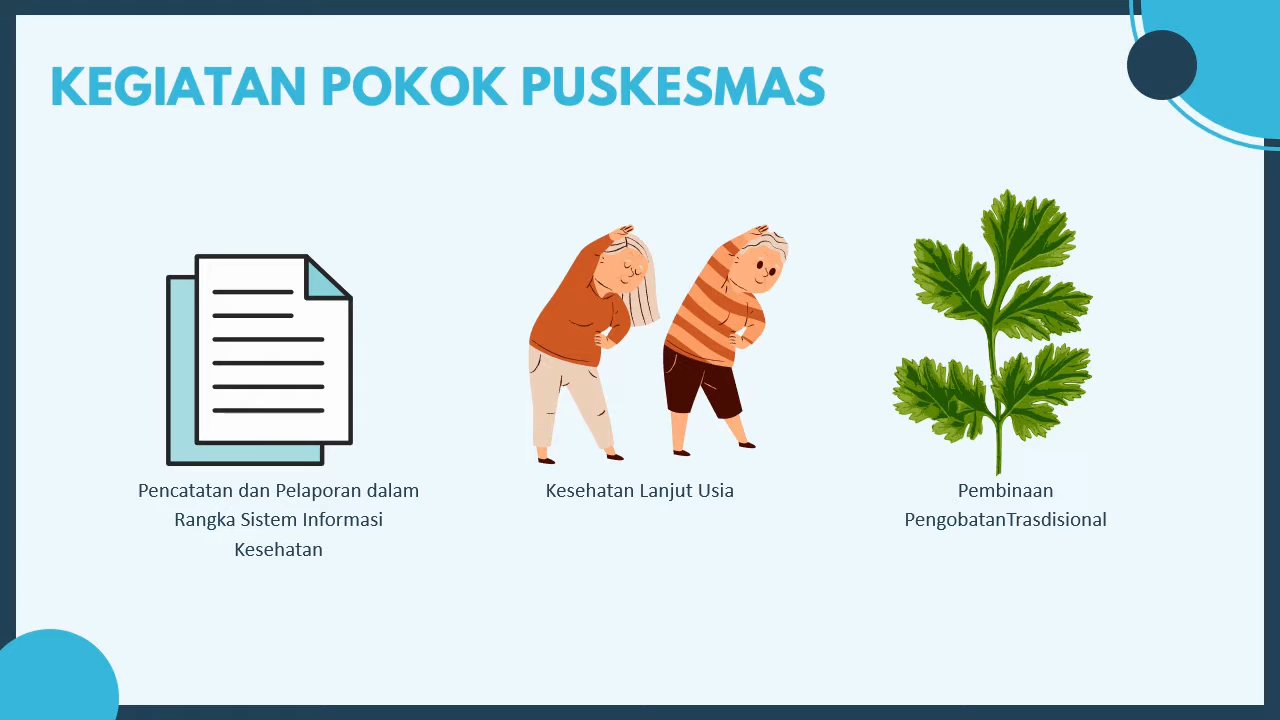 KEGIATAN POKOK PUSKESMAS
Pencatatan dan Pelaporan dalam
Rangka Sistem Informasi
Kesehatan
Kesehatan Lanjut Usia
Pembinaan
PengobatanTrasdisional